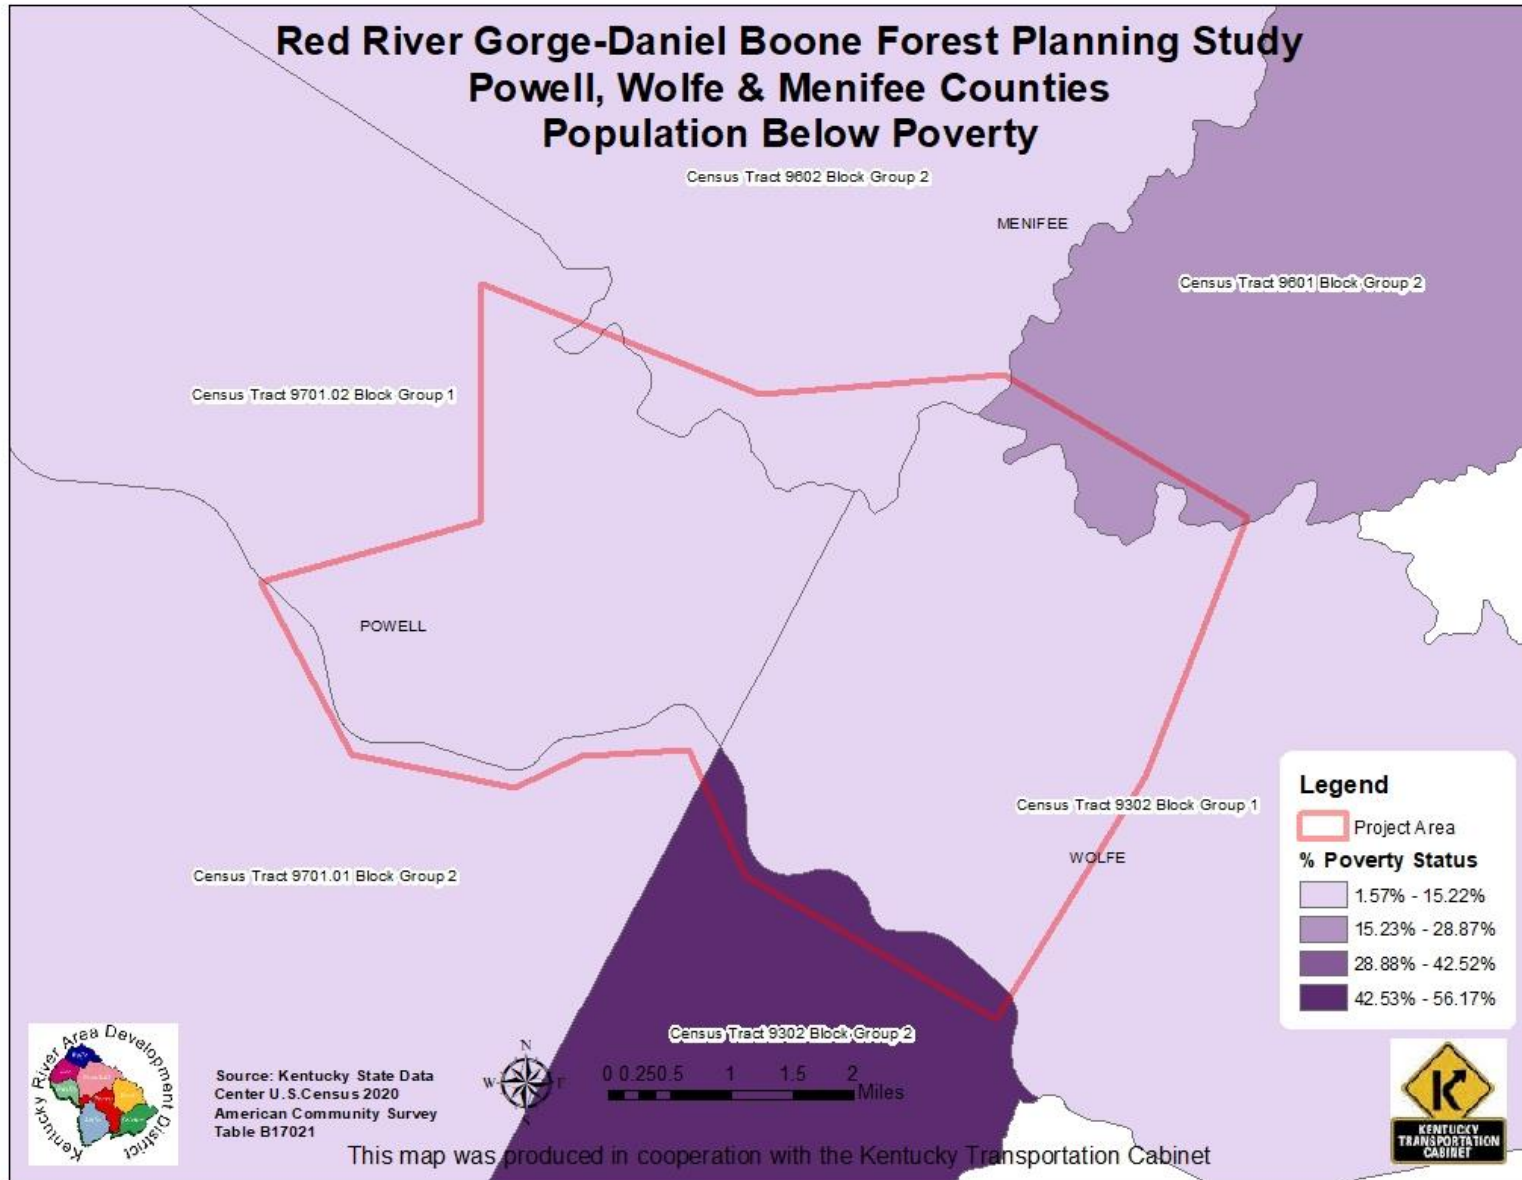 Red River Gorge-Daniel Boone Forest Planning Study
Powell, Wolfe & Menifee Counties
Population Below Poverty
Census Tract 9602 Block Group 2
MENIFEE
Census Tract 9601 Block Group 2
Census Tract 9701.02 Block Group 1
POWELL
Census Tract 9302 Block Group 1
WOLFE
Census Tract 9701.01 Block Group 2
Census Tract 9302 Block Group 2
Legend
Project Area
% Poverty Status
1.57% - 15.22%
15.23% - 28.87%
28.88% - 42.52%
42.53% - 56.17%
Kentucky River Area Development District
Source: Kentucky State Data
Center U.S.Census 2020
American Community Survey
Table B17021
N
W
E
S
0 0.250.5 1 1.5 2
Miles
KENTUCKY
TRANSPORTATION
CABINET
This map was produced in cooperation with the Kentucky Transportation Cabinet